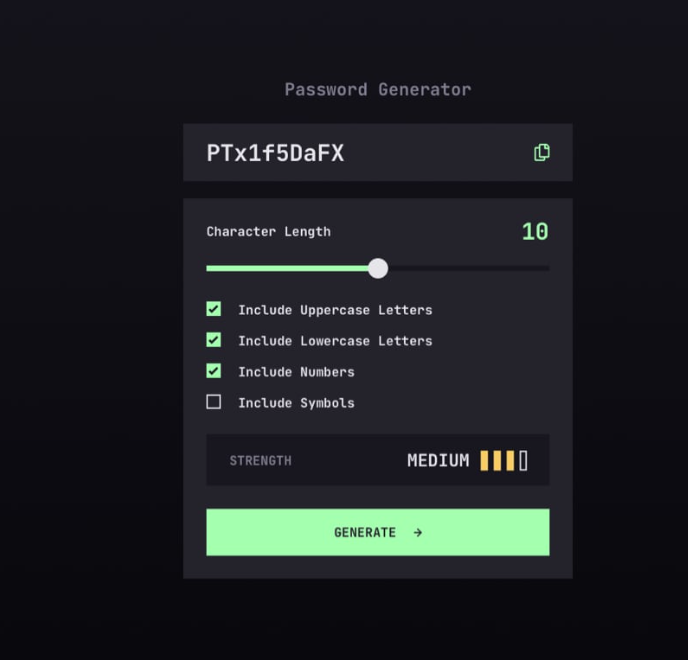 Password Generator
PTx1f5DaFX
Character Length 10
Include Uppercase Letters
Include Lowercase Letters
Include Numbers
Include Symbols
STRENGTH MEDIUM
GENERATE →